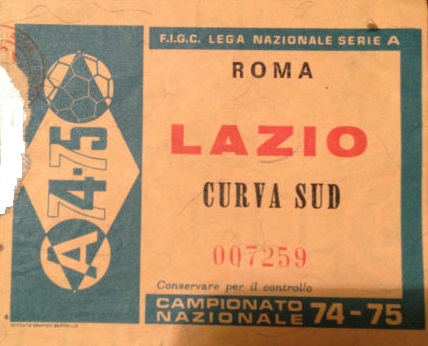 F.I.G.C. LEGA NAZIONALE SERIE A
ROMA
LAZIO
CURVA SUD
007259
Conservare per il controllo
CAMPIONATO
NAZIONALE 74-75
A 74-75